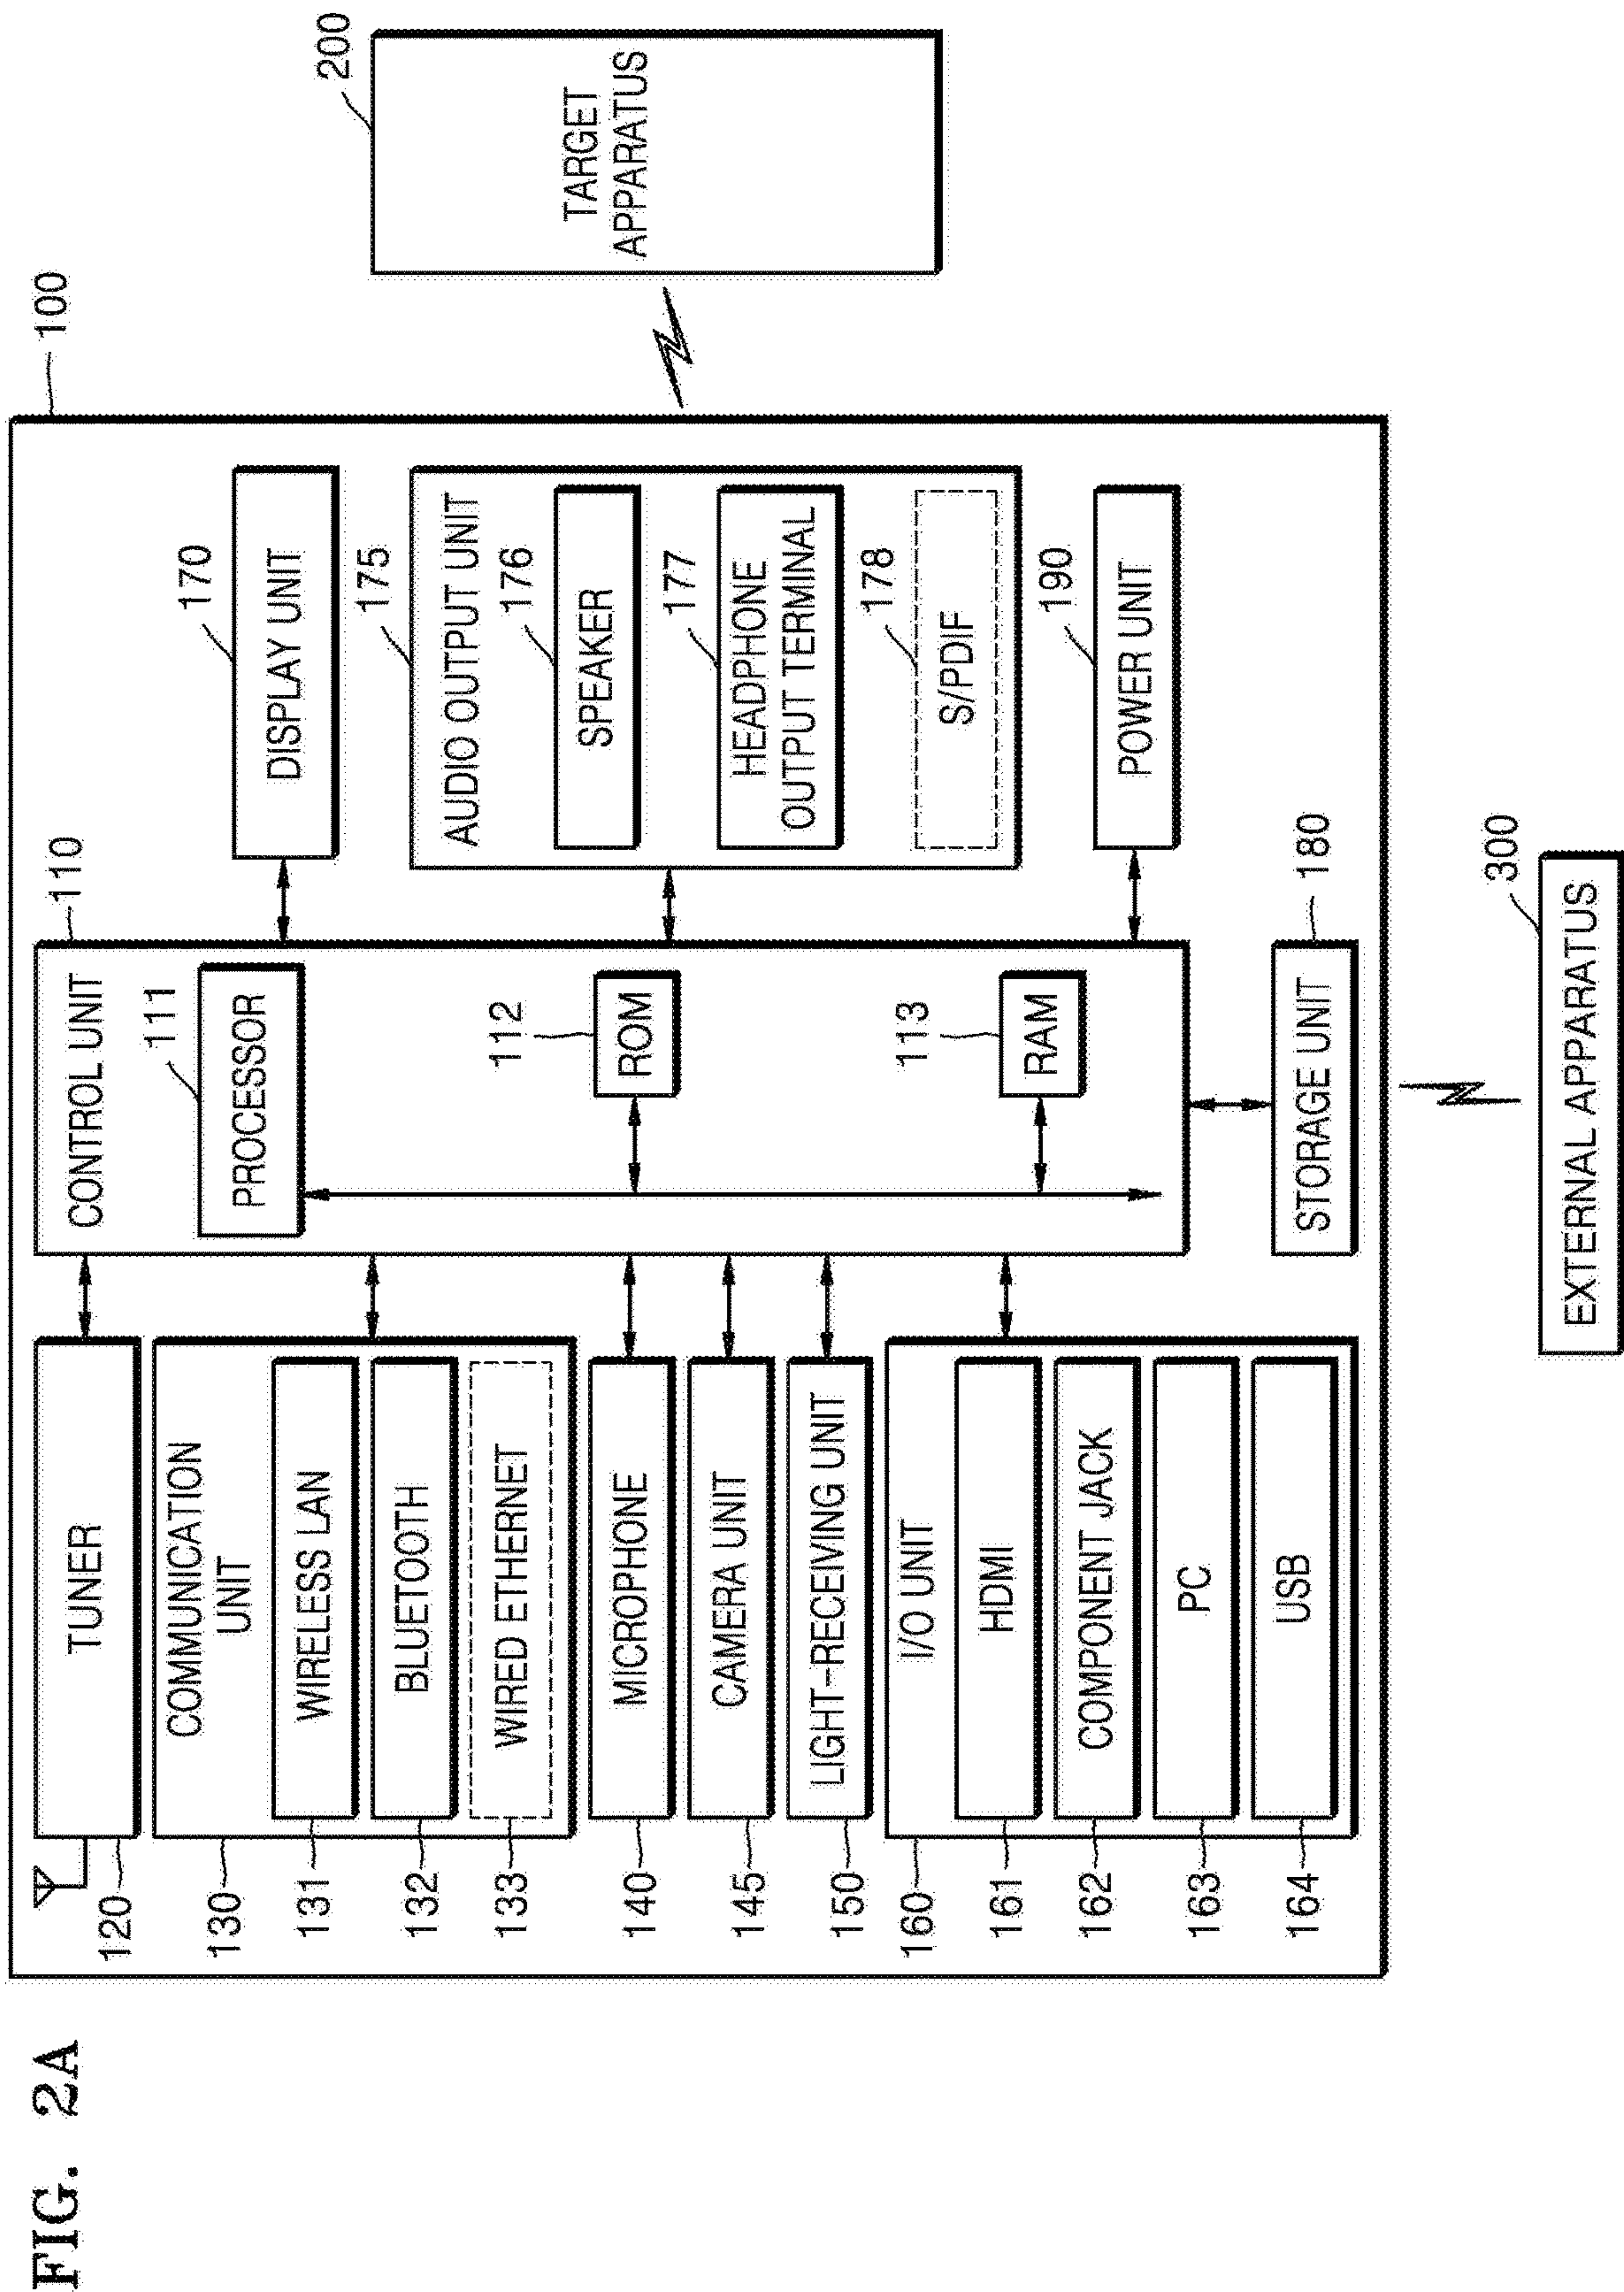 FIG. 2A
100
120
TUNER
130
COMMUNICATION
UNIT
131
WIRELESS LAN
132
BLUETOOTH
133
WIRED ETHERNET
140
MICROPHONE
145
CAMERA UNIT
150
LIGHT-RECEIVING UNIT
160
I/O UNIT
161
HDMI
162
COMPONENT JACK
163
PC
164
USB
110
CONTROL UNIT
111
PROCESSOR
112
ROM
113
RAM
180
STORAGE UNIT
170
DISPLAY UNIT
175
AUDIO OUTPUT UNIT
176
SPEAKER
177
HEADPHONE
OUTPUT TERMINAL
178
S/PDIF
190
POWER UNIT
200
TARGET
APPARATUS
300
EXTERNAL APPARATUS